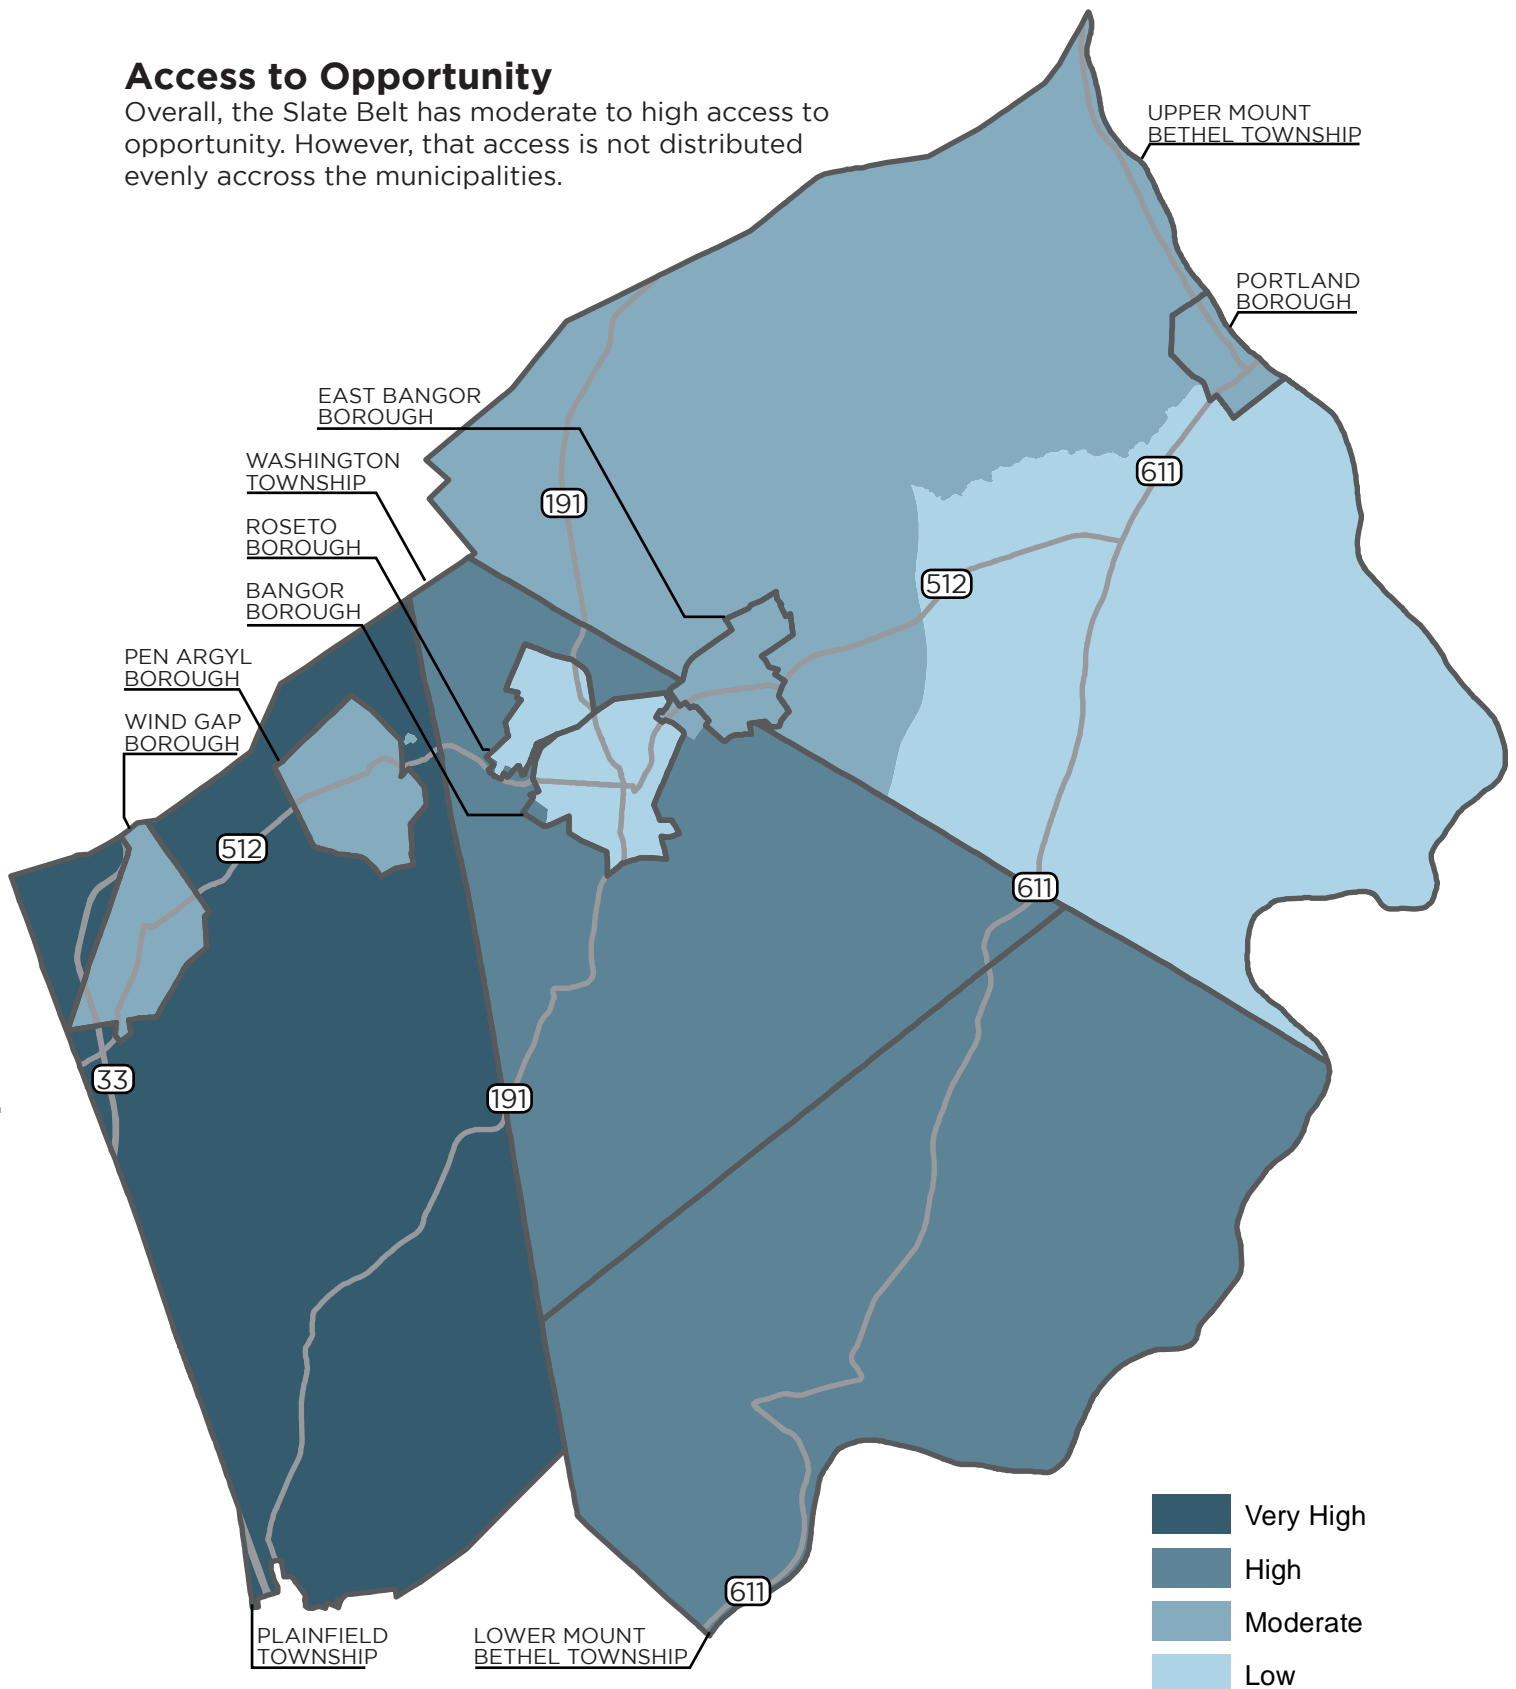 Access to Opportunity
Overall, the Slate Belt has moderate to high access to
opportunity. However, that access is not distributed
evenly accross the municipalities.
UPPER MOUNT
BETHEL TOWNSHIP
PORTLAND
BOROUGH
EAST BANGOR
BOROUGH
WASHINGTON
TOWNSHIP
611
191
ROSETO
BOROUGH
512
BANGOR
BOROUGH
PEN ARGYL
BOROUGH
WIND GAP
BOROUGH
512
611
33
191
Very High
High
611
Moderate
PLAINFIELD
TOWNSHIP
LOWER MOUNT
BETHEL TOWNSHIP
Low